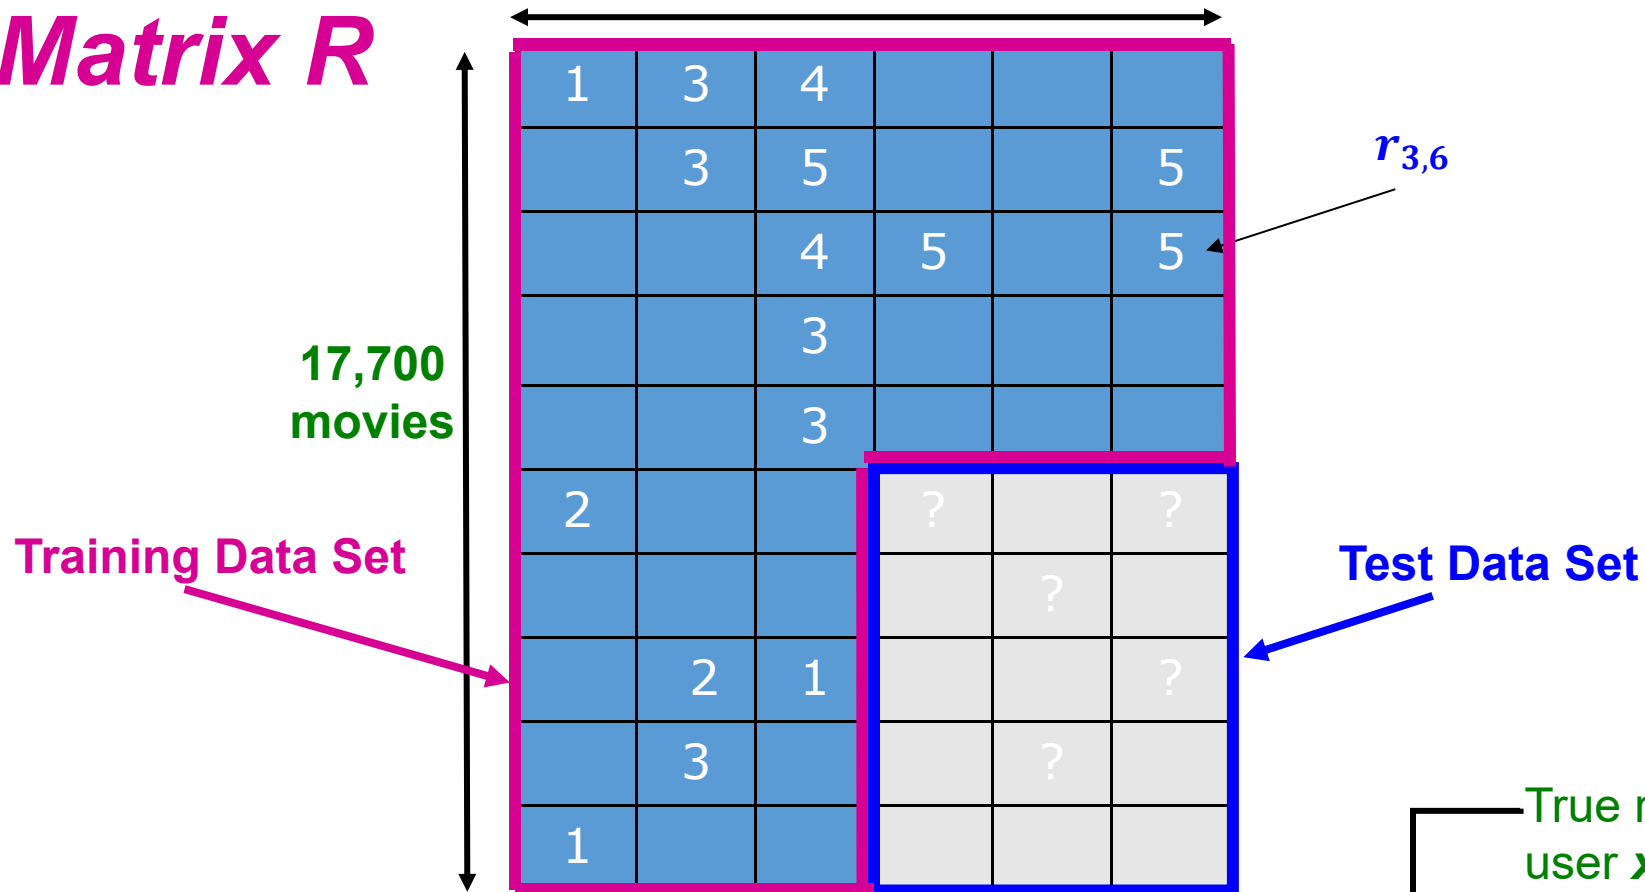 Matrix R
1 3 4
3 5 5
r3,6
4 5 5
3
17,700
movies
3
2 ? ?
Training Data Set
Test Data Set
?
2 1 ?
3 ?
True
user x
1